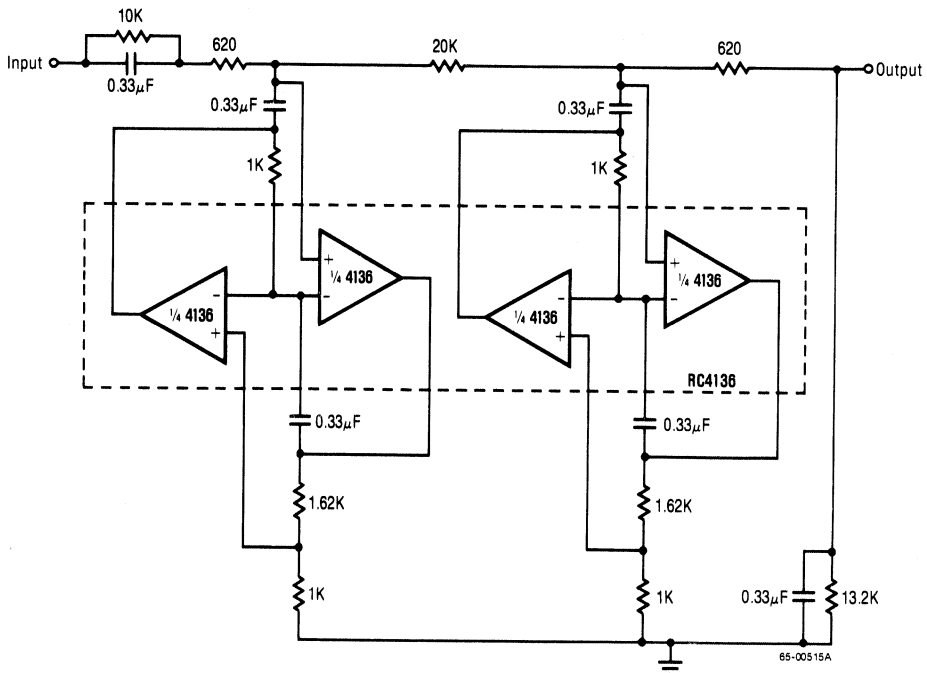 10K
620
20K
620
Input
Output
0.33μF
0.33μF
0.33μF
1K
1K
+
¼ 4136
-
+
¼ 4136
-
-
¼ 4136
+
-
¼ 4136
+
RC4136
0.33μF
0.33μF
1.62K
1.62K
1K
1K
0.33μF
13.2K
65-00515A